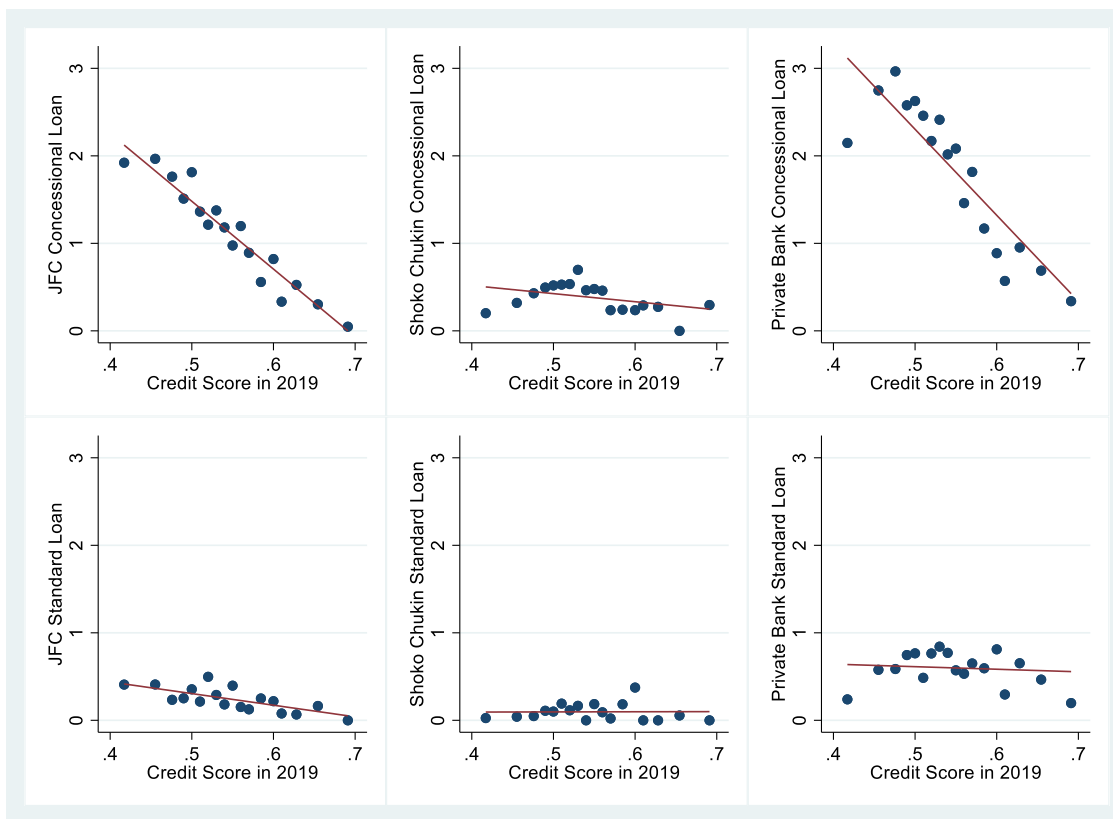 JFC Concessional Loan
3
2
1
0
.4 .5 .6 .7
Credit Score in 2019
Shoko Chukin Concessional Loan
3
2
1
0
.4 .5 .6 .7
Credit Score in 2019
Private Bank Concessional Loan
3
2
1
0
.4 .5 .6 .7
Credit Score in 2019
JFC Standard Loan
3
2
1
0
.4 .5 .6 .7
Credit Score in 2019
Shoko Chukin Standard Loan
3
2
1
0
.4 .5 .6 .7
Credit Score in 2019
Private Bank Standard Loan
3
2
1
0
.4 .5 .6 .7
Credit Score in 2019